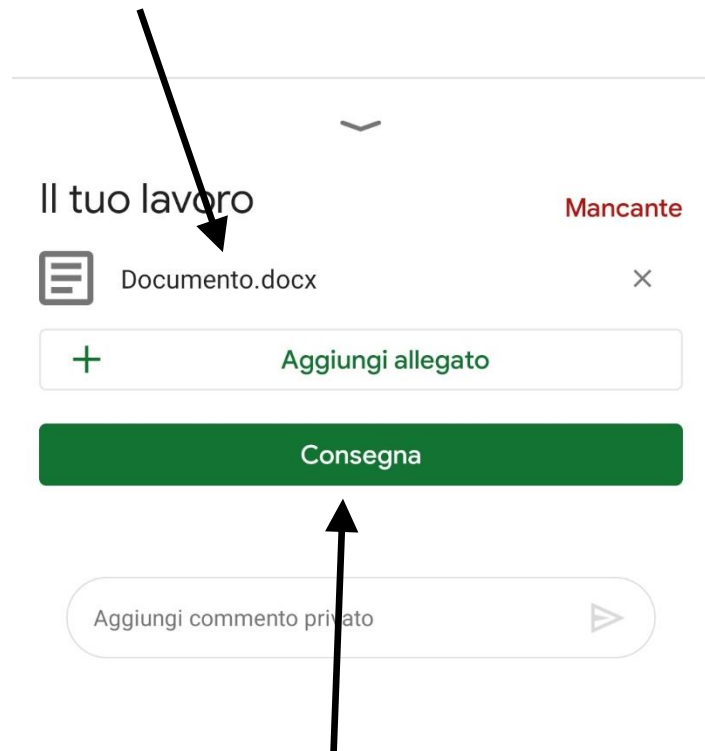 Il tuo lavoro
Mancante
Documento.docx
Aggiungi allegato
Consegna
Aggiungi commento privato